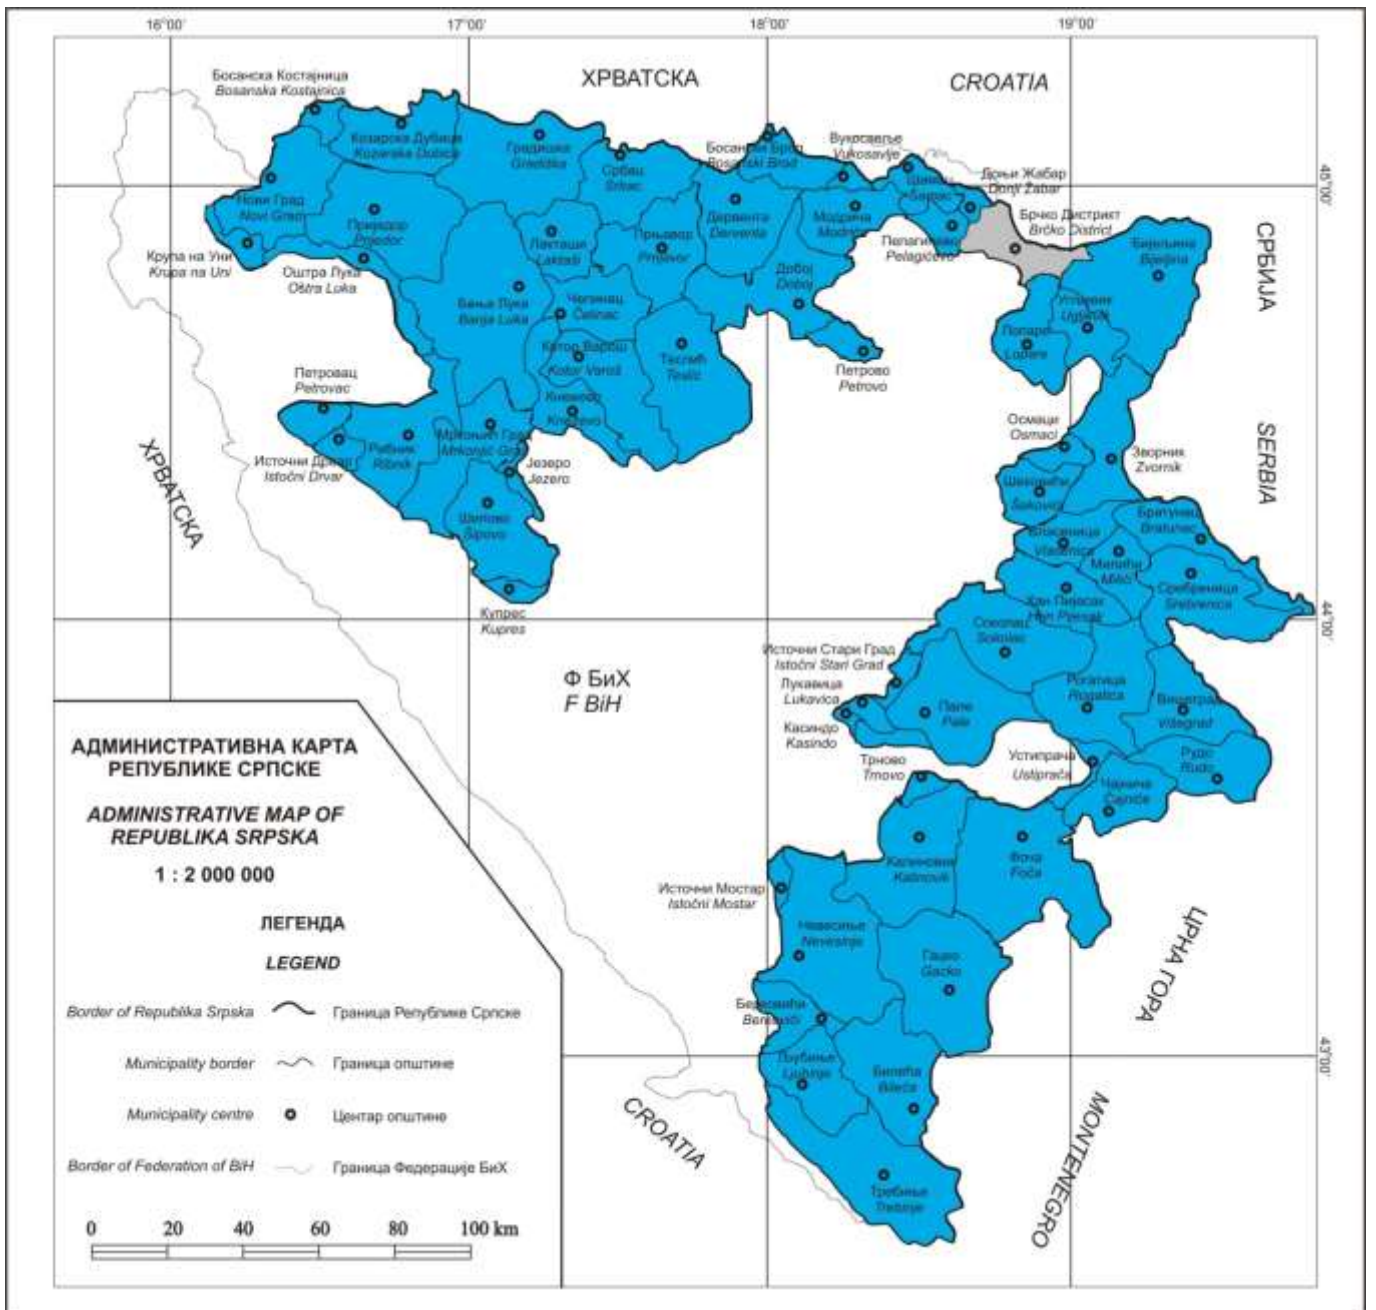 16°00'
17°00'
18°00'
19°00'
Босанска Костајница
Bosanska Kostajnica
ХРВАТСКА
CROATIA
Козарска Дубица
Kozarska Dubica
Градишка
Gradiška
Србац
Srbac
Босански Брод
Bosanski Brod
Вукосавље
Vukosavlje
Шамац
Šamac
Доњи Жабар
Donji Žabar
45°00'
Нови Град
Novi Grad
Приједор
Prijedor
Лакташи
Laktaši
Прњавор
Prnjavor
Дервента
Derventa
Модрича
Modriča
Пелагићево
Pelagićevo
Брчко Дистрикт
Brčko District
Бијељина
Bijeljina
СРБИЈА
Крупа на Уни
Krupa na Uni
Оштра Лука
Oštra Luka
Бања Лука
Banja Luka
Челинац
Čelinac
Добој
Doboj
Угљевик
Ugljevik
Лопаре
Lopare
Котор Варош
Kotor Varoš
Теслић
Teslić
Петрово
Petrovo
Петровац
Petrovac
Кнежево
Kneževo
Осмаци
Osmaci
SERBIA
ХРВАТСКА
Источни Дрвар
Istočni Drvar
Рибник
Ribnik
Мркоњић Град
Mrkonjić Grad
Језеро
Jezero
Зворник
Zvornik
Шековићи
Šekovići
Шипово
Šipovo
Братунац
Bratunac
Власеница
Vlasenica
Милићи
Milići
Сребреница
Srebrenica
Купрес
Kupres
Хан Пијесак
Han Pijesak
44°00'
Соколац
Sokolac
Источни Стари Град
Istočni Stari Grad
Ф БиХ
F BiH
Лукавица
Lukavica
Касиндо
Kasindo
Пале
Pale
Рогатица
Rogatica
Вишеград
Višegrad
Трново
Trnovo
Устипрача
Ustiprača
Рудо
Rudo
Чајниче
Čajniče
АДМИНИСТРАТИВНА КАРТА
РЕПУБЛИКЕ СРПСКЕ
ADMINISTRATIVE MAP OF
REPUBLIKA SRPSKA
1 : 2 000 000
Калиновик
Kalinovik
Фоча
Foča
Источни Мостар
Istočni Mostar
Невесиње
Nevesinje
Гацко
Gacko
ЦРНА ГОРА
Берковићи
Berkovići
43°00'
Љубиње
Ljubinje
Билећа
Bileća
CROATIA
MONTENEGRO
Требиње
Trebinje
ЛЕГЕНДА
LEGEND
Border of Republika Srpska Граница Републике Српске
Municipality border Граница општине
Municipality centre Центар општине
Border of Federation of BiH Граница Федерације БиХ
0 20 40 60 80 100 km